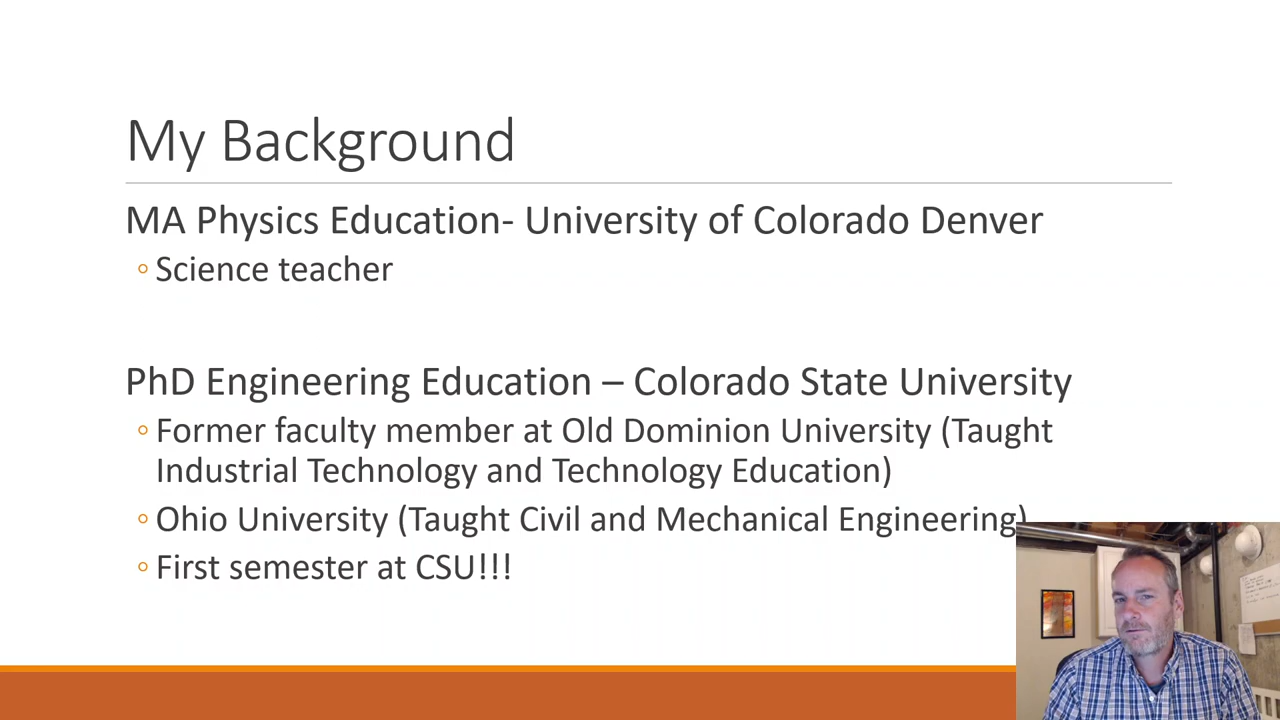 My Background
MA Physics Education- University of Colorado Denver
◦ Science teacher
PhD Engineering Education – Colorado State University
◦ Former faculty member at Old Dominion University (Taught
Industrial Technology and Technology Education)
◦ Ohio University (Taught Civil and Mechanical Engineering)
◦ First semester at CSU!!!